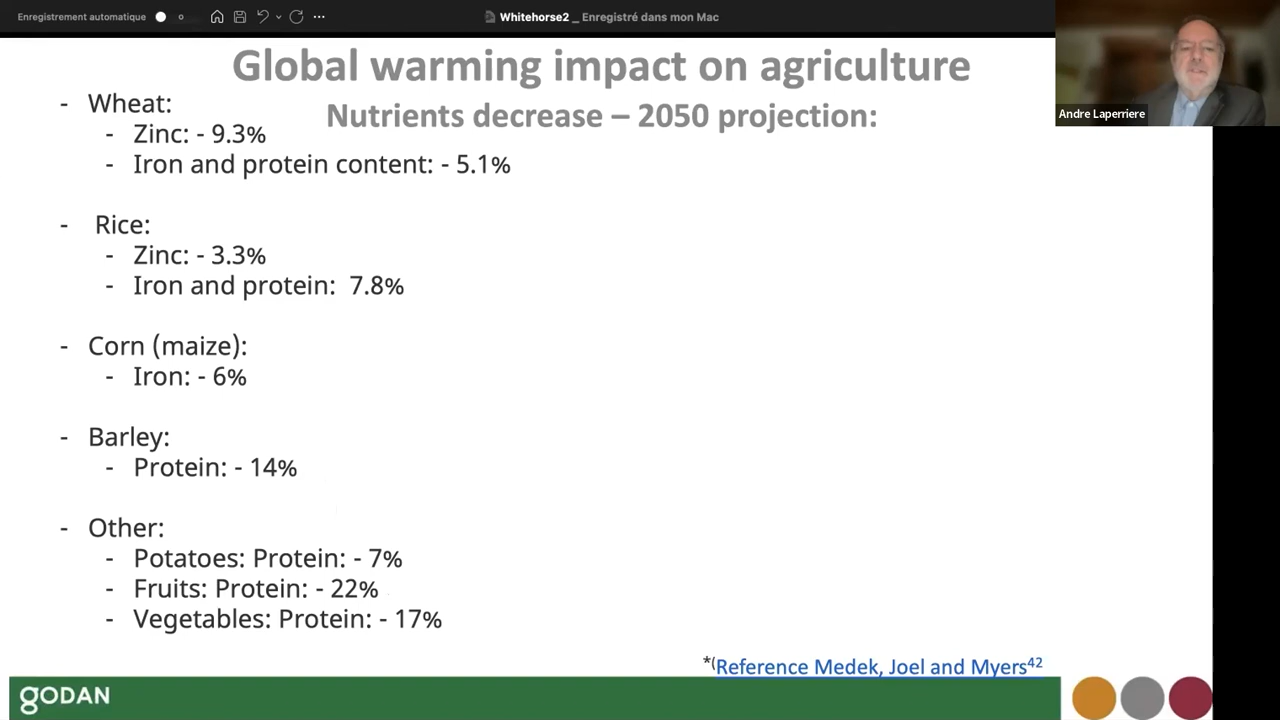 Enregistrement automatique
Whitehorse2 _ Enregistré dans mon Mac
Andre Laperriere
Global warming impact on agriculture
Nutrients decrease – 2050 projection:
- Wheat:
- Zinc: - 9.3%
- Iron and protein content: - 5.1%
- Rice:
- Zinc: - 3.3%
- Iron and protein: 7.8%
- Corn (maize):
- Iron: - 6%
- Barley:
- Protein: - 14%
- Other:
- Potatoes: Protein: - 7%
- Fruits: Protein: - 22%
- Vegetables: Protein: - 17%
*(Reference Medek, Joel and Myers42
GODAN